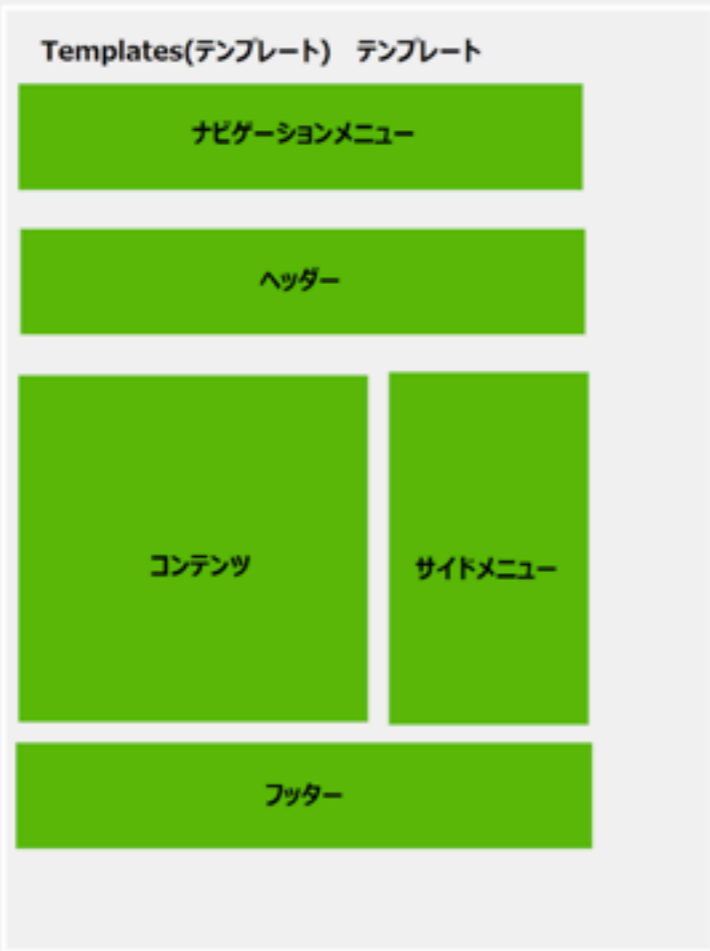 Templates(テンプレート)　テンプレート
ナビゲーションメニュー
ヘッダー
コンテンツ
サイドメニュー
フッター